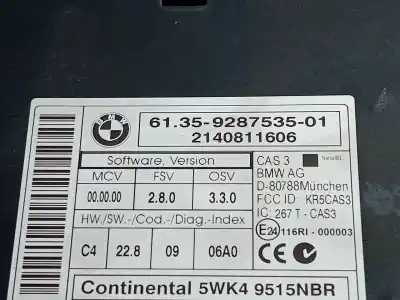 BMW
61.35-9287535-01
2140811606
Software, Version
MCV FSV OSV
00.00.00 2.8.0 3.3.0
HW./SW.-/Cod.-/Diag.-Index
C4 22.8 09 06A0
CAS 3
BMW AG
D-80788München
FCC ID KR5CAS3
IC. 267 T - CAS3
E24 116RI - 000003
Continental 5WK4 9515NBR